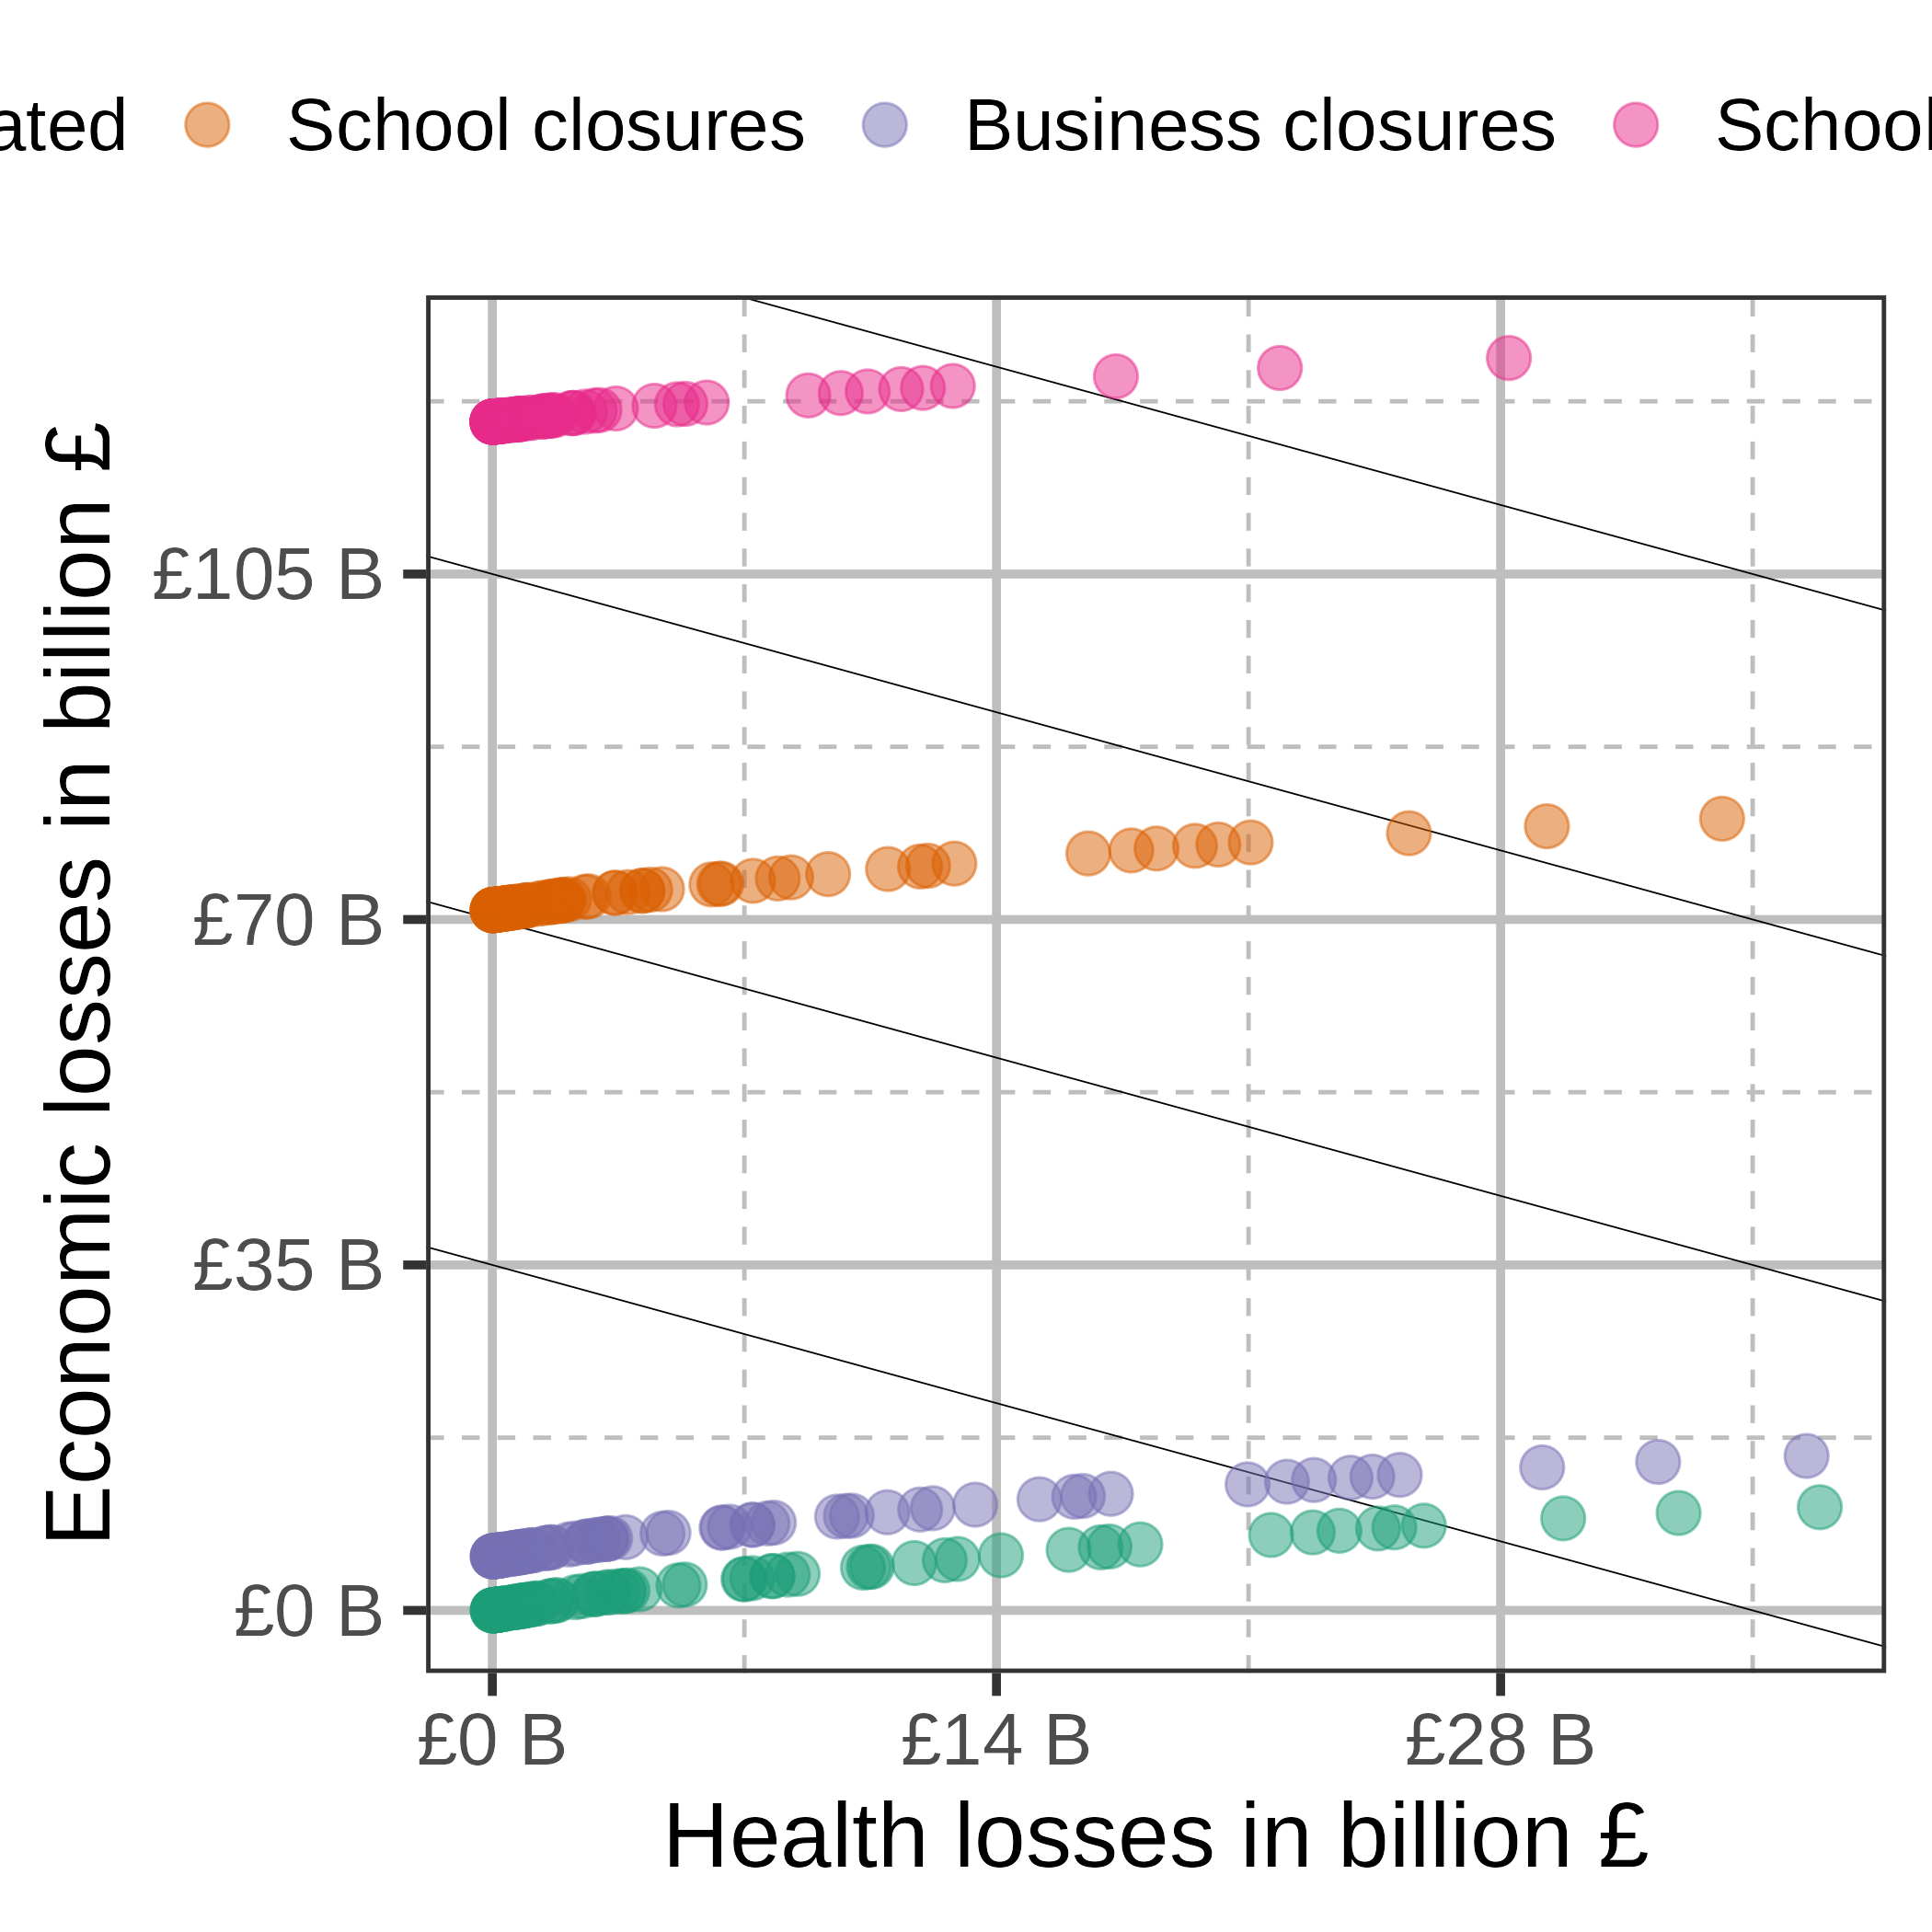 ated School closures Business closures School
Economic losses in billion £
£105 B
£70 B
£35 B
£0 B
£0 B £14 B £28 B
Health losses in billion £